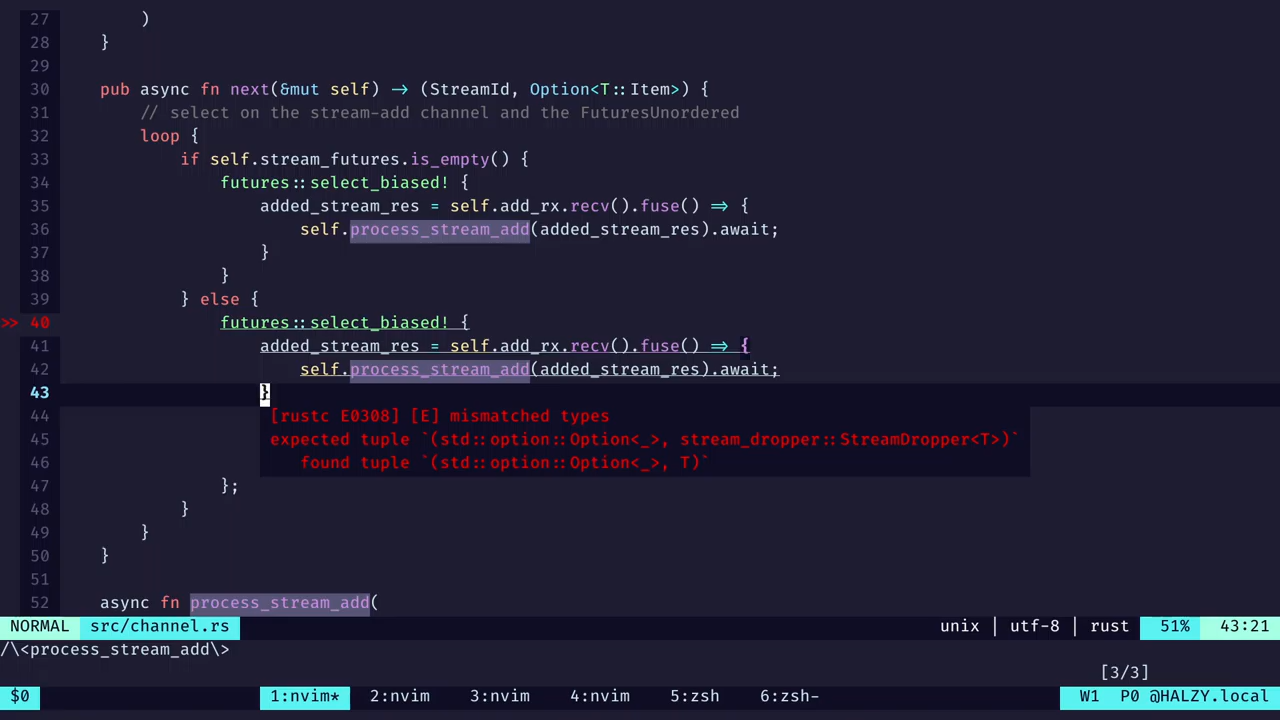 27         )
28     }
29
30     pub async fn next(&mut self) -> (StreamId, Option<T::Item>) {
31         // select on the stream-add channel and the FuturesUnordered
32         loop {
33             if self.stream_futures.is_empty() {
34                 futures::select_biased! {
35                     added_stream_res = self.add_rx.recv().fuse() => {
36                         self.process_stream_add(added_stream_res).await;
37                     }
38                 }
39             } else {
>> 40                 futures::select_biased! {
41                     added_stream_res = self.add_rx.recv().fuse() => {
42                         self.process_stream_add(added_stream_res).await;
43                     }
44                     [rustc E0308] [E] mismatched types
45                     expected tuple `(std::option::Option<_>, stream_dropper::StreamDropper<T>)`
46                        found tuple `(std::option::Option<_>, T)`
47                 };
48             }
49         }
50     }
51
52     async fn process_stream_add(
NORMAL src/channel.rs unix | utf-8 | rust 51% 43:21
/\<process_stream_add\>
[3/3]
$0 1:nvim* 2:nvim 3:nvim 4:nvim 5:zsh 6:zsh- W1 P0 @HALZY.local